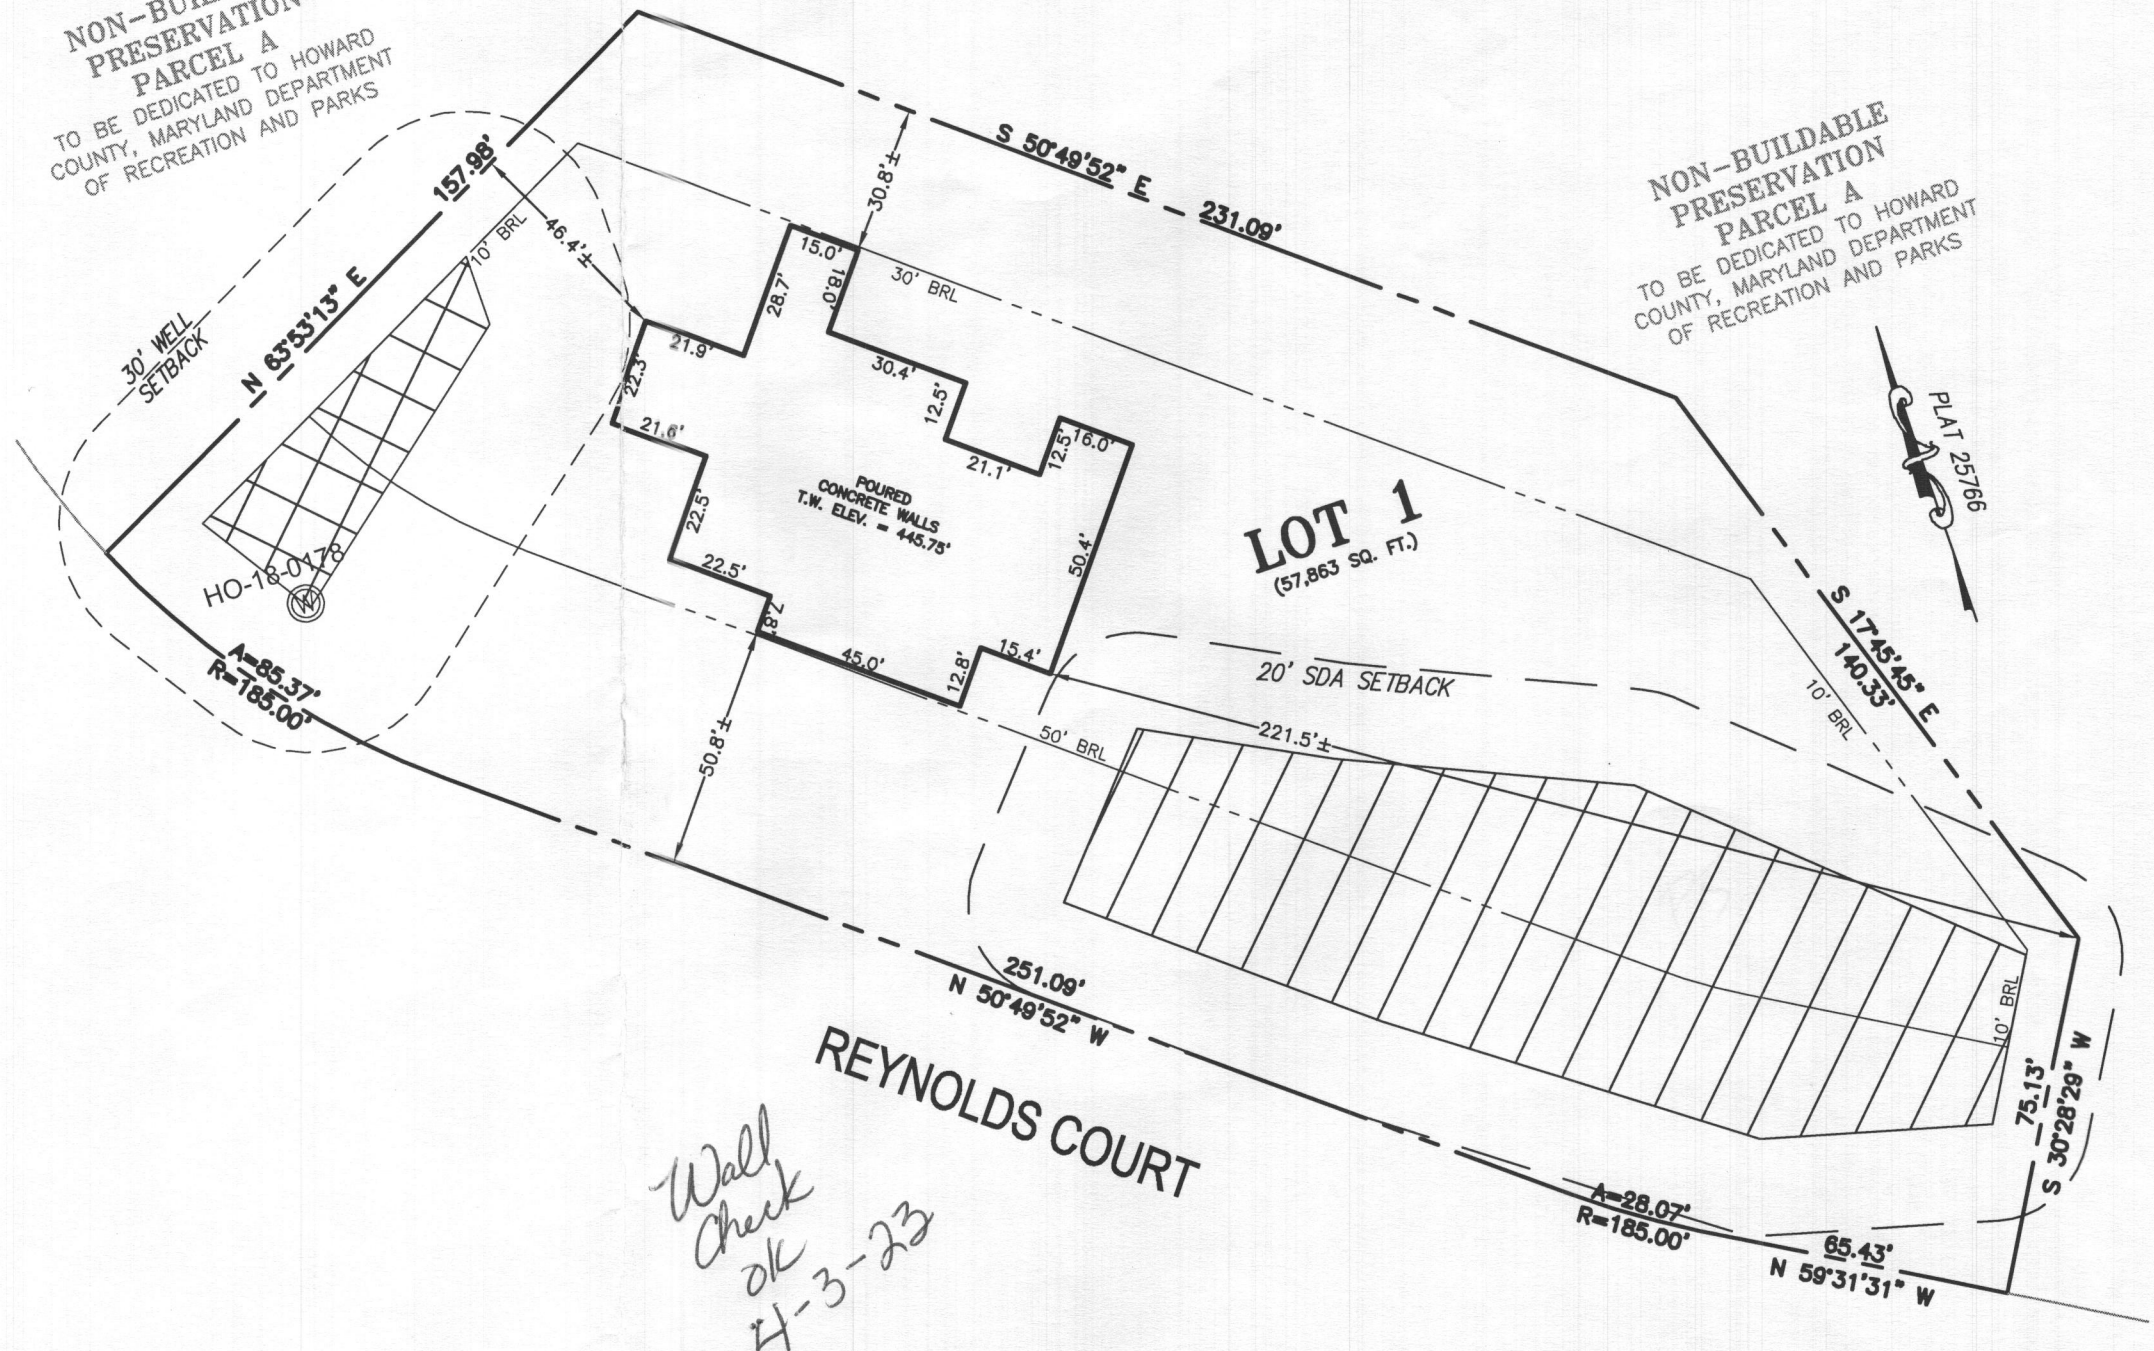 NON-BUILDABLE
PRESERVATION
PARCEL A
TO BE DEDICATED TO HOWARD
COUNTY, MARYLAND DEPARTMENT
OF RECREATION AND PARKS
157.98'
N 63°53'13" E
30' WELL
SETBACK
10' BRL
46.4'±
30.8'±
S 50°49'52" E
231.09'
NON-BUILDABLE
PRESERVATION
PARCEL A
TO BE DEDICATED TO HOWARD
COUNTY, MARYLAND DEPARTMENT
OF RECREATION AND PARKS
PLAT 25766
15.0'
28.7'
18.0'
30' BRL
21.9'
22.3'
30.4'
12.5'
21.6'
21.1'
12.5'
16.0'
22.5'
POURED
CONCRETE WALLS
T.W. ELEV. = 445.75'
50.4'
22.5'
7.8'
45.0'
12.8'
15.4'
LOT 1
(57,863 SQ. FT.)
HO-18-0178
W
A=85.37'
R=185.00'
50.8'±
20' SDA SETBACK
221.5'±
50' BRL
S 17°45'45" E
140.33'
10' BRL
10' BRL
75.13'
S 30°28'29" W
251.09'
N 50°49'52" W
REYNOLDS COURT
A=28.07'
R=185.00'
65.43'
N 59°31'31" W
Wall
Check
OK
4-3-23